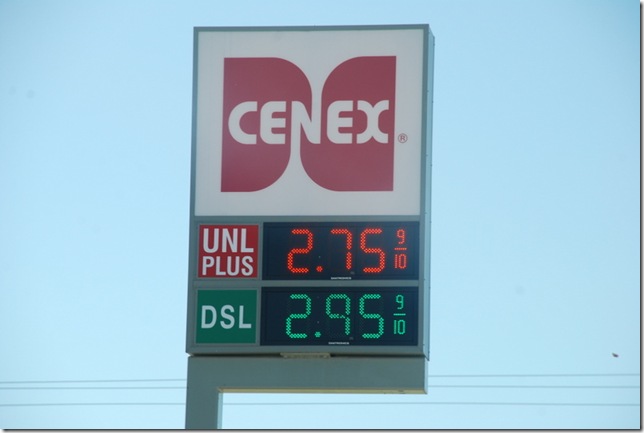 CENEX ®
UNL PLUS 2.75 9/10
DSL 2.95 9/10